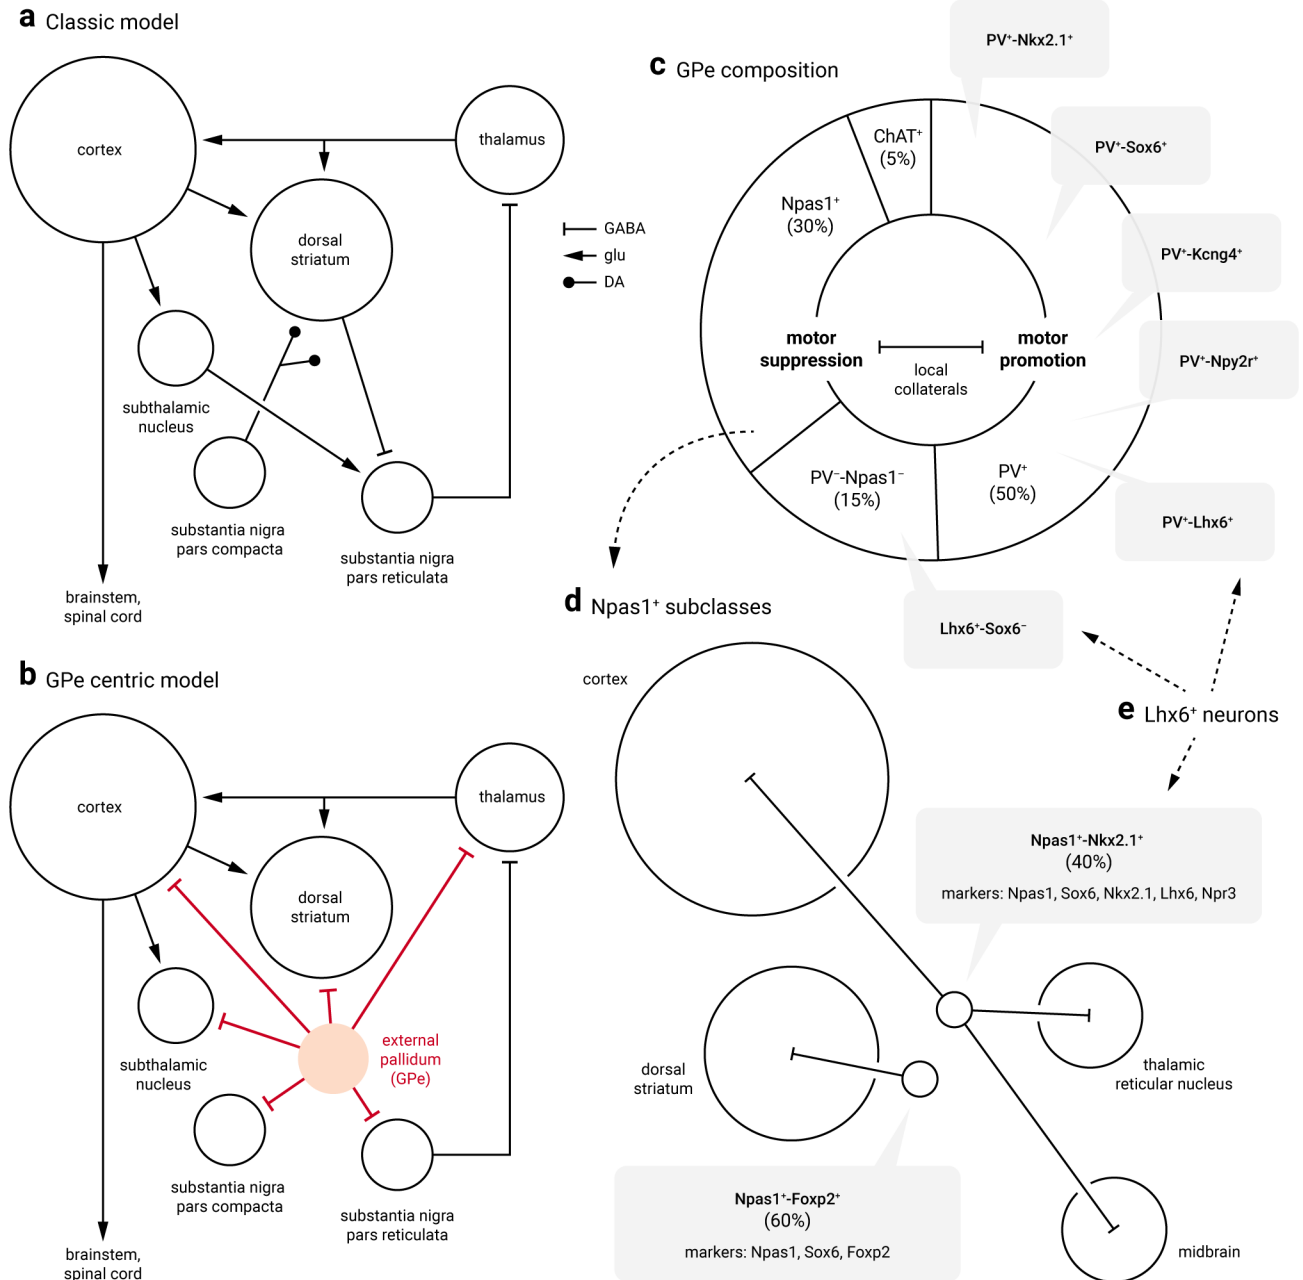 a Classic model
cortex
thalamus
dorsal
striatum
GABA
glu
DA
subthalamic
nucleus
substantia nigra
pars compacta
substantia nigra
pars reticulata
brainstem,
spinal cord
b GPe centric model
cortex
thalamus
dorsal
striatum
external
pallidum
(GPe)
subthalamic
nucleus
substantia nigra
pars compacta
substantia nigra
pars reticulata
brainstem,
spinal cord
c GPe composition
PV⁺-Nkx2.1⁺
PV⁺-Sox6⁺
PV⁺-Kcng4⁺
PV⁺-Npy2r⁺
PV⁺-Lhx6⁺
ChAT⁺
(5%)
Npas1⁺
(30%)
motor
suppression
motor
promotion
local
collaterals
PV⁻-Npas1⁻
(15%)
PV⁺
(50%)
Lhx6⁺-Sox6⁻
d Npas1⁺ subclasses
cortex
dorsal
striatum
thalamic
reticular nucleus
midbrain
Npas1⁺-Foxp2⁺
(60%)
markers: Npas1, Sox6, Foxp2
e Lhx6⁺ neurons
Npas1⁺-Nkx2.1⁺
(40%)
markers: Npas1, Sox6, Nkx2.1, Lhx6, Npr3